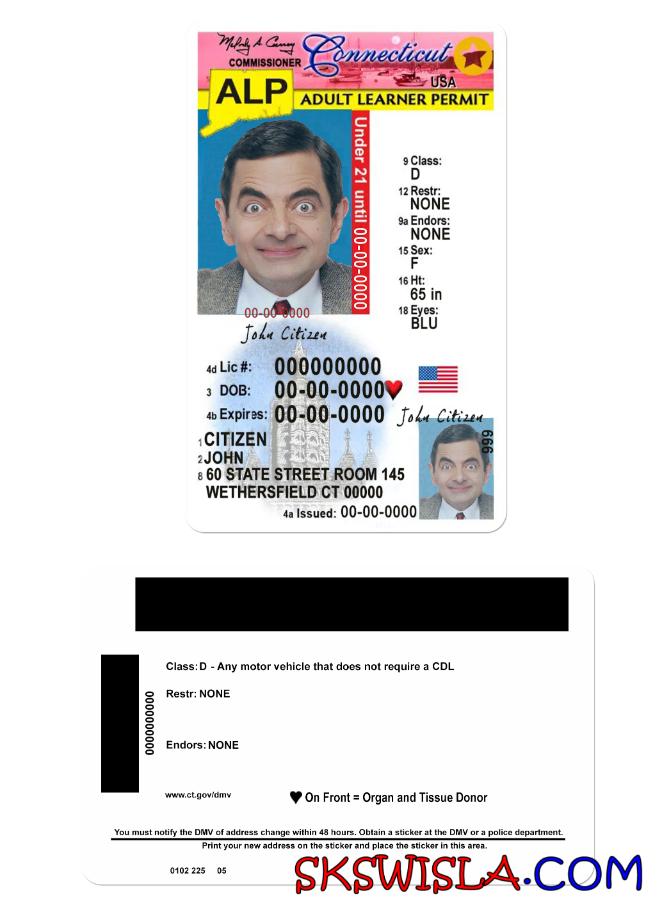 Melody A. Currey
COMMISSIONER
Connecticut
USA
ALP
ADULT LEARNER PERMIT
Under 21 until 00-00-0000
9 Class:
D
12 Restr:
NONE
9a Endors:
NONE
15 Sex:
F
16 Ht:
65 in
18 Eyes:
BLU
00-00-0000
John Citizen
4d Lic #: 000000000
3 DOB: 00-00-0000
4b Expires: 00-00-0000
John Citizen
999
1 CITIZEN
2 JOHN
8 60 STATE STREET ROOM 145
WETHERSFIELD CT 00000
4a Issued: 00-00-0000
0000000000
Class: D - Any motor vehicle that does not require a CDL
Restr: NONE
Endors: NONE
www.ct.gov/dmv
On Front = Organ and Tissue Donor
You must notify the DMV of address change within 48 hours. Obtain a sticker at the DMV or a police department.
Print your new address on the sticker and place the sticker in this area.
0102 225 05
SKSWISLA.COM